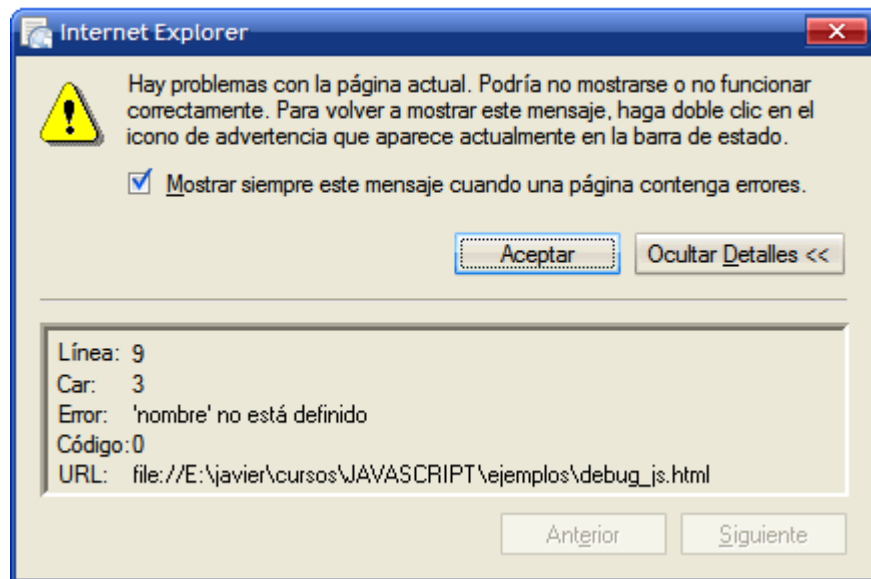 Internet Explorer
Hay problemas con la página actual. Podría no mostrarse o no funcionar
correctamente. Para volver a mostrar este mensaje, haga doble clic en el
icono de advertencia que aparece actualmente en la barra de estado.
Mostrar siempre este mensaje cuando una página contenga errores.
Aceptar Ocultar Detalles <<
Línea: 9
Car: 3
Error: 'nombre' no está definido
Código:0
URL: file://E:\javier\cursos\JAVASCRIPT\ejemplos\debug_js.html
Anterior Siguiente